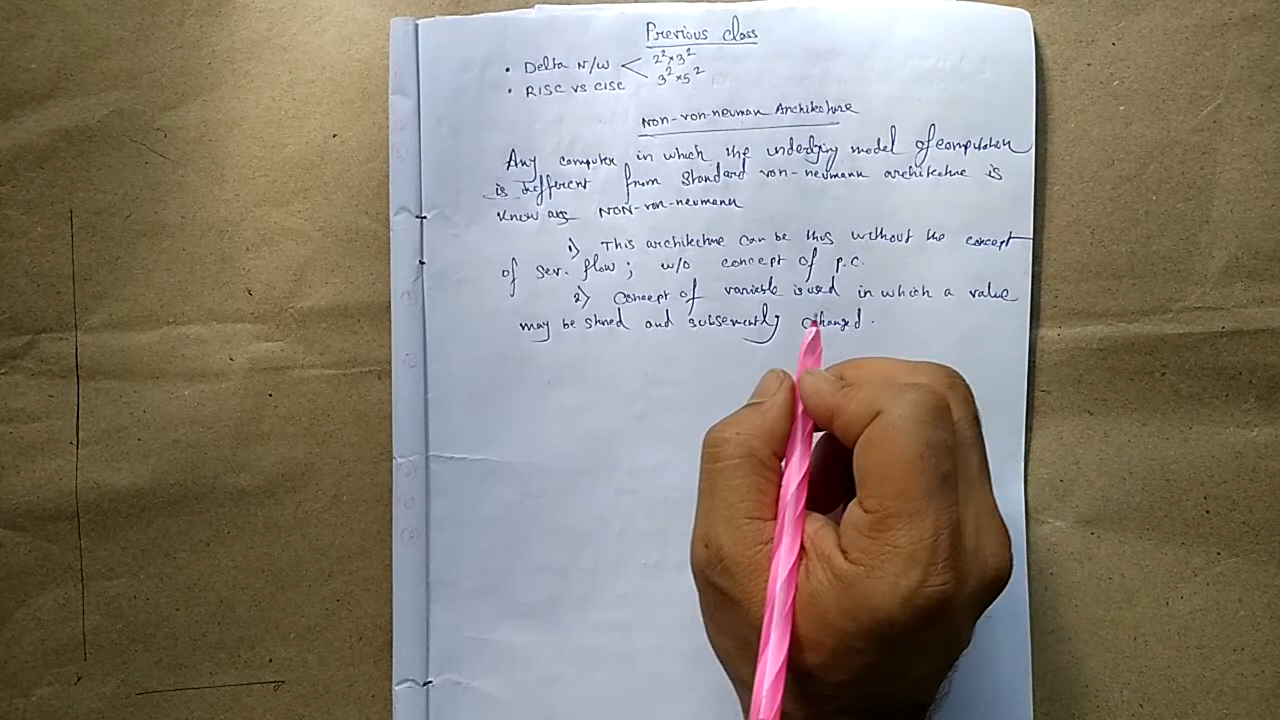 Previous class
• Delta N/W < 2²×3²
3²×5²
• RISC vs CISC
Non-von-neuman Architecture
Any computer in which the underlying model of computation
is different from standard von-neumann architecture is
know as NON-von-neumann
1) This architecture can be thus without the concept
of sev. flow; w/o concept of p.c.
2) Concept of variable is used in which a value
may be stored and subsequently changed.